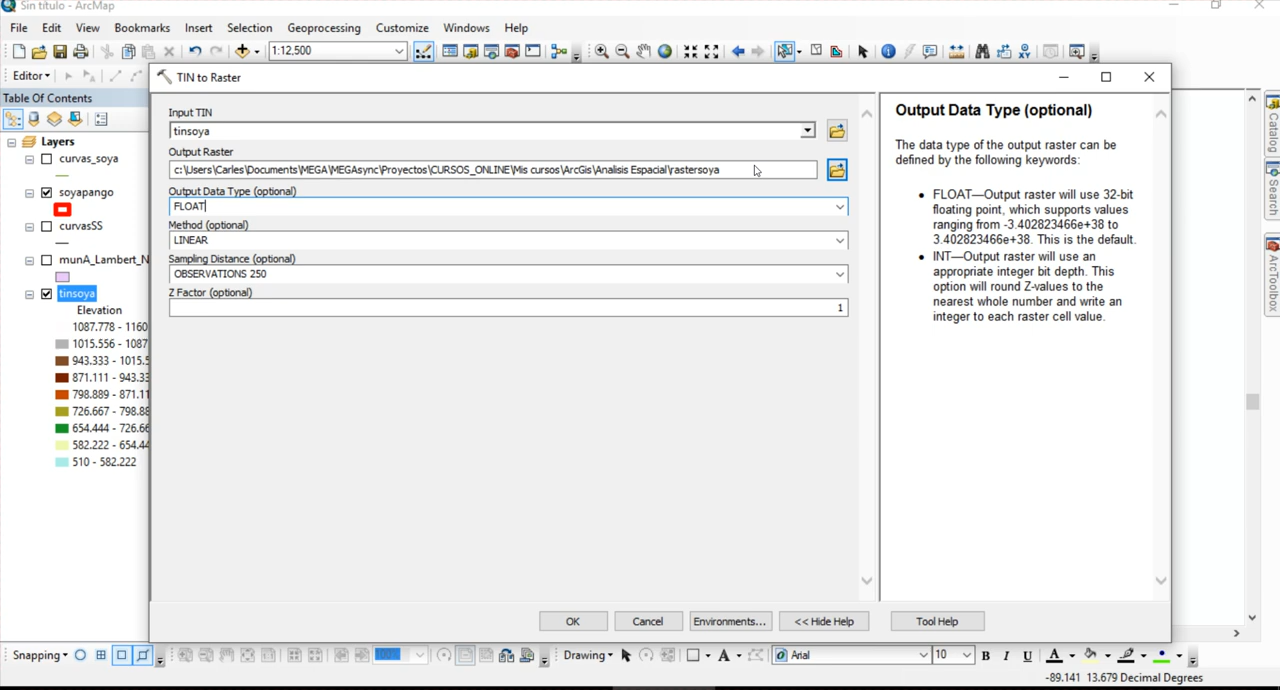 Sin título - ArcMap
File Edit View Bookmarks Insert Selection Geoprocessing Customize Windows Help
1:12,500
Editor
TIN to Raster
Table Of Contents
Layers
curvas_soya
soyapango
curvasSS
munA_Lambert_N
tinsoya
Elevation
1087.778 - 1160
1015.556 - 1087
943.333 - 1015.5
871.111 - 943.33
798.889 - 871.11
726.667 - 798.88
654.444 - 726.66
582.222 - 654.44
510 - 582.222
Input TIN
tinsoya
Output Raster
c:\Users\Carles\Documents\MEGA\MEGAsync\Proyectos\CURSOS_ONLINE\Mis cursos\ArcGis\Analisis Espacial\rastersoya
Output Data Type (optional)
FLOAT
Method (optional)
LINEAR
Sampling Distance (optional)
OBSERVATIONS 250
Z Factor (optional)
1
Output Data Type (optional)
The data type of the output raster can be
defined by the following keywords:
• FLOAT—Output raster will use 32-bit
floating point, which supports values
ranging from -3.402823466e+38 to
3.402823466e+38. This is the default.
• INT—Output raster will use an
appropriate integer bit depth. This
option will round Z-values to the
nearest whole number and write an
integer to each raster cell value.
Catalog
Search
ArcToolbox
OK Cancel Environments... << Hide Help Tool Help
Snapping Drawing A Arial 10 B I U A
-89.141 13.679 Decimal Degrees